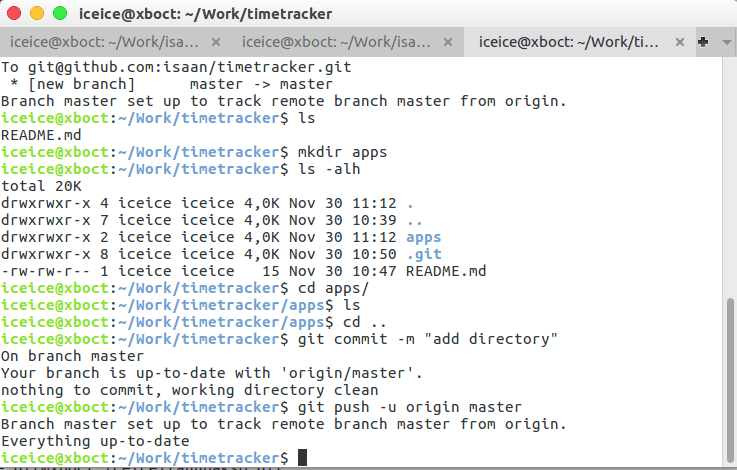 iceice@xboct: ~/Work/timetracker
iceice@xboct: ~/Work/isa... × iceice@xboct: ~/Work/isa... × iceice@xboct: ~/Work/ti... ×
To git@github.com:isaan/timetracker.git
 * [new branch]      master -> master
Branch master set up to track remote branch master from origin.
iceice@xboct:~/Work/timetracker$ ls
README.md
iceice@xboct:~/Work/timetracker$ mkdir apps
iceice@xboct:~/Work/timetracker$ ls -alh
total 20K
drwxrwxr-x 4 iceice iceice 4,0K Nov 30 11:12 .
drwxrwxr-x 7 iceice iceice 4,0K Nov 30 10:39 ..
drwxrwxr-x 2 iceice iceice 4,0K Nov 30 11:12 apps
drwxrwxr-x 8 iceice iceice 4,0K Nov 30 10:50 .git
-rw-rw-r-- 1 iceice iceice   15 Nov 30 10:47 README.md
iceice@xboct:~/Work/timetracker$ cd apps/
iceice@xboct:~/Work/timetracker/apps$ ls
iceice@xboct:~/Work/timetracker/apps$ cd ..
iceice@xboct:~/Work/timetracker$ git commit -m "add directory"
On branch master
Your branch is up-to-date with 'origin/master'.
nothing to commit, working directory clean
iceice@xboct:~/Work/timetracker$ git push -u origin master
Branch master set up to track remote branch master from origin.
Everything up-to-date
iceice@xboct:~/Work/timetracker$